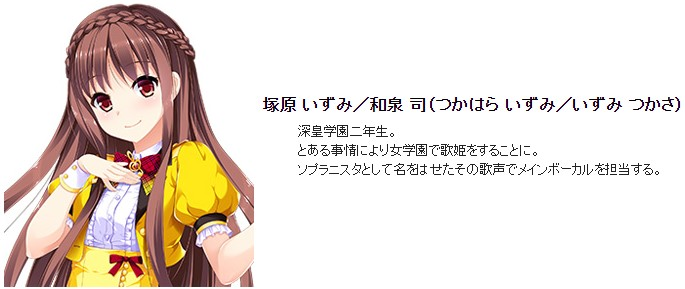 塚原 いずみ／和泉 司(つかはら いずみ／いずみ つかさ)
深皇学園二年生。
とある事情により女学園で歌姫をすることに。
ソプラニスタとして名をはせたその歌声でメインボーカルを担当する。